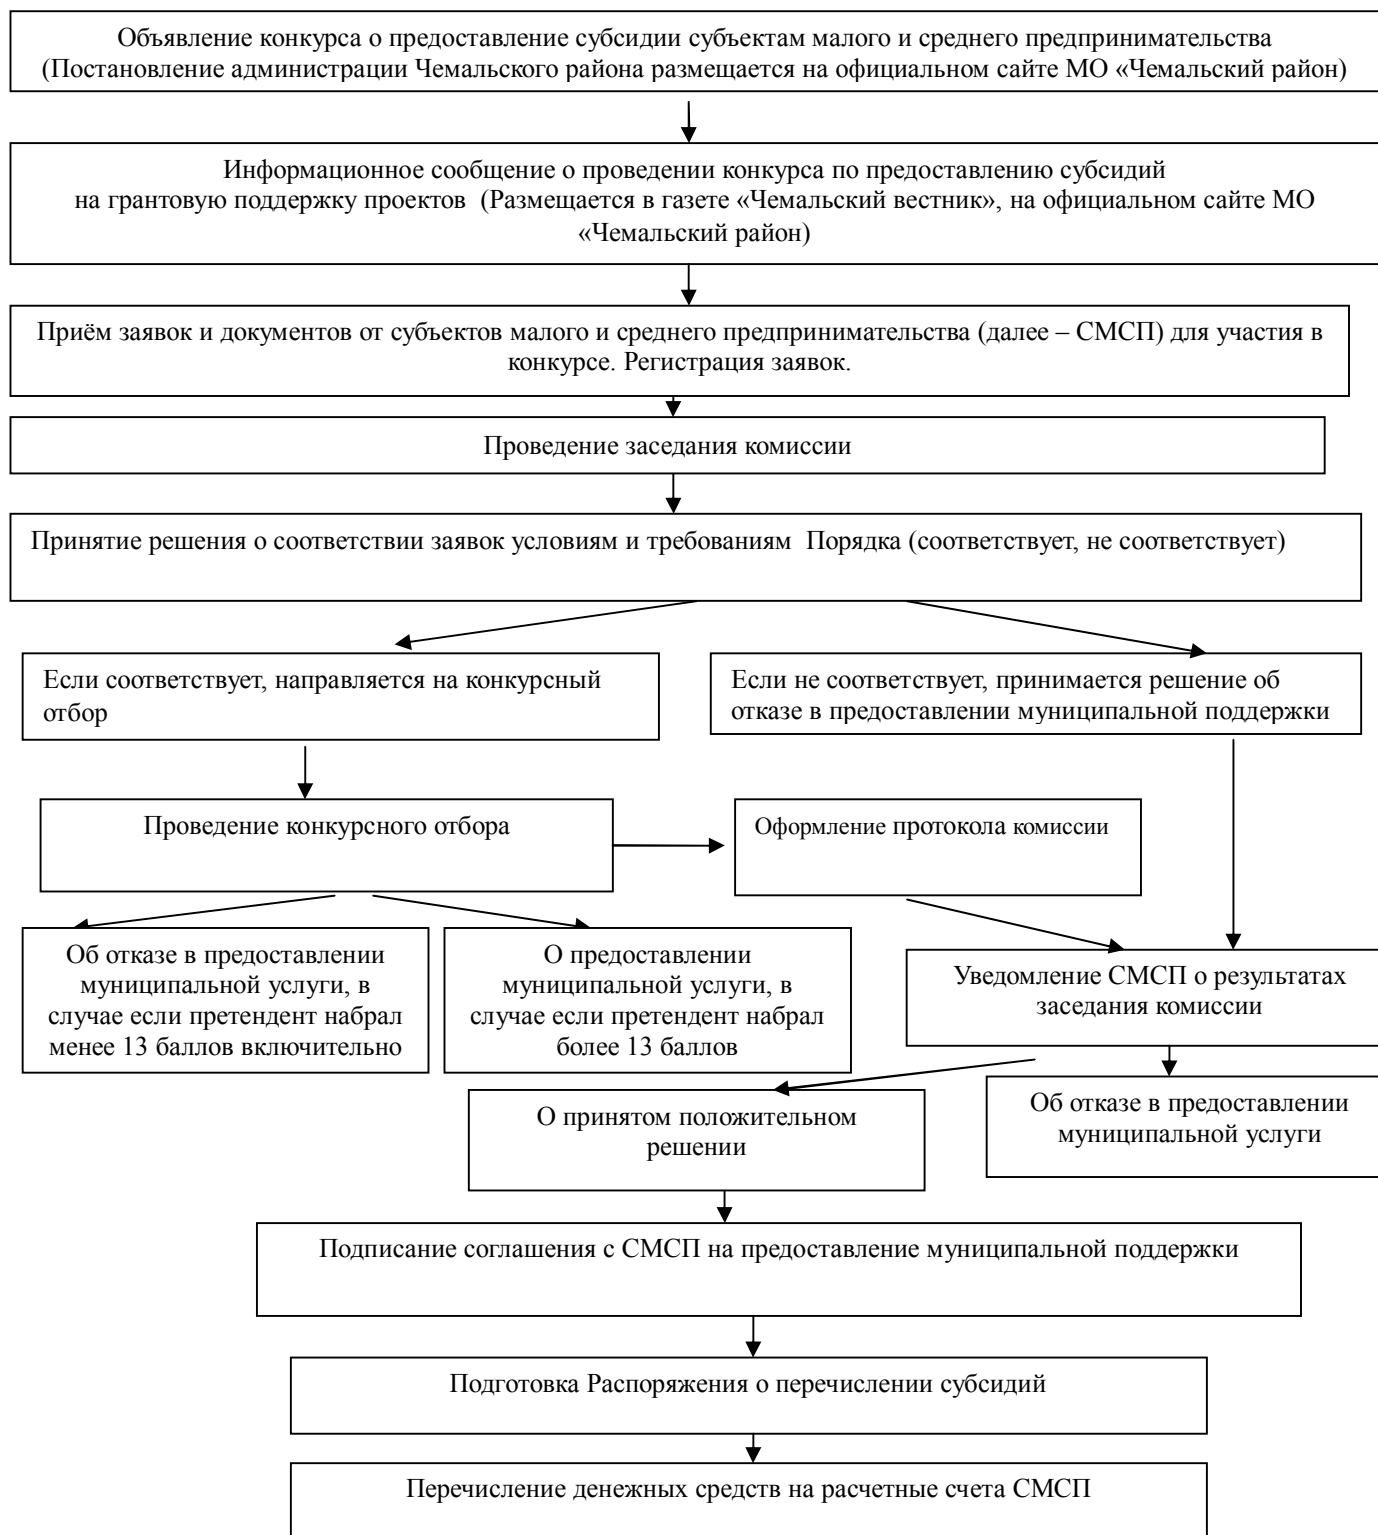 Объявление конкурса о предоставление субсидии субъектам малого и среднего предпринимательства
(Постановление администрации Чемальского района размещается на официальном сайте МО «Чемальский район)
Информационное сообщение о проведении конкурса по предоставлению субсидий
на грантовую поддержку проектов (Размещается в газете «Чемальский вестник», на официальном сайте МО
«Чемальский район)
Приём заявок и документов от субъектов малого и среднего предпринимательства (далее – СМСП) для участия в
конкурсе. Регистрация заявок.
Проведение заседания комиссии
Принятие решения о соответствии заявок условиям и требованиям Порядка (соответствует, не соответствует)
Если соответствует, направляется на конкурсный
отбор
Если не соответствует, принимается решение об
отказе в предоставлении муниципальной поддержки
Проведение конкурсного отбора
Оформление протокола комиссии
Об отказе в предоставлении
муниципальной услуги, в
случае если претендент набрал
менее 13 баллов включительно
О предоставлении
муниципальной услуги, в
случае если претендент набрал
более 13 баллов
Уведомление СМСП о результатах
заседания комиссии
О принятом положительном
решении
Об отказе в предоставлении
муниципальной услуги
Подписание соглашения с СМСП на предоставление муниципальной поддержки
Подготовка Распоряжения о перечислении субсидий
Перечисление денежных средств на расчетные счета СМСП